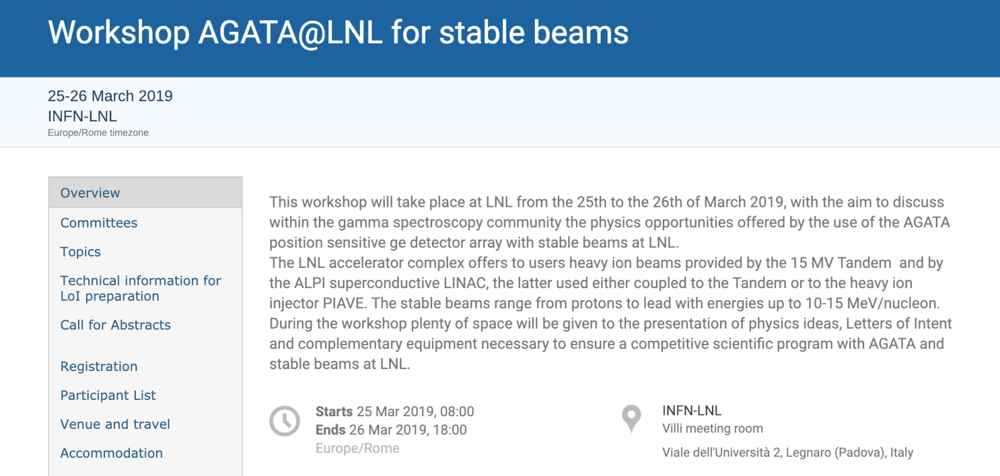 Workshop AGATA@LNL for stable beams
25-26 March 2019
INFN-LNL
Europe/Rome timezone
Overview
Committees
Topics
Technical information for
LoI preparation
Call for Abstracts
Registration
Participant List
Venue and travel
Accommodation
This workshop will take place at LNL from the 25th to the 26th of March 2019, with the aim to discuss
within the gamma spectroscopy community the physics opportunities offered by the use of the AGATA
position sensitive ge detector array with stable beams at LNL.
The LNL accelerator complex offers to users heavy ion beams provided by the 15 MV Tandem  and by
the ALPI superconductive LINAC, the latter used either coupled to the Tandem or to the heavy ion
injector PIAVE. The stable beams range from protons to lead with energies up to 10-15 MeV/nucleon.
During the workshop plenty of space will be given to the presentation of physics ideas, Letters of Intent
and complementary equipment necessary to ensure a competitive scientific program with AGATA and
stable beams at LNL.
Starts 25 Mar 2019, 08:00
Ends 26 Mar 2019, 18:00
Europe/Rome
INFN-LNL
Villi meeting room
Viale dell'Università 2, Legnaro (Padova), Italy